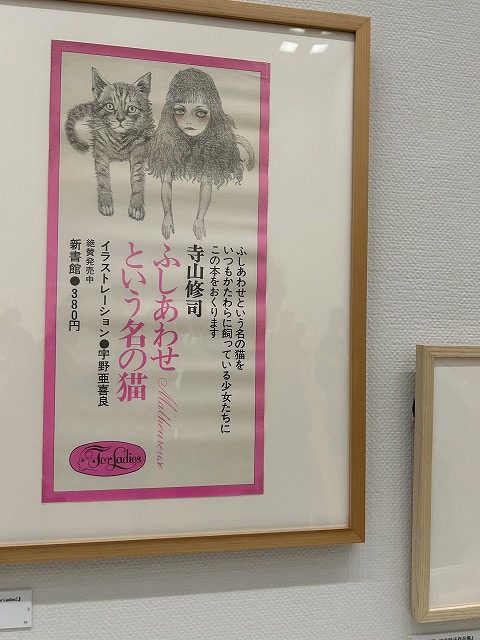 ふしあわせという名の猫を
いつもかたわらに飼っている少女たちに
この本をおくります
寺山修司
ふしあわせ
という名の猫
Malheureuse
イラストレーション●宇野亜喜良
絶賛発売中
新書館●380円
For Ladies